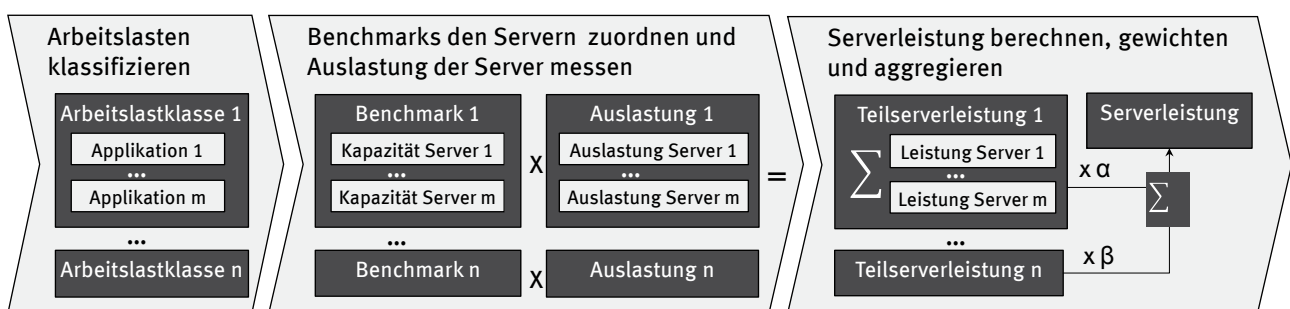 Arbeitslasten
klassifizieren
Arbeitslastklasse 1
Applikation 1
...
Applikation m
...
Arbeitslastklasse n
Benchmarks den Servern zuordnen und
Auslastung der Server messen
Benchmark 1
Kapazität Server 1
...
Kapazität Server m
...
Benchmark n
X
X
Auslastung 1
Auslastung Server 1
...
Auslastung Server m
Auslastung n
=
Serverleistung berechnen, gewichten
und aggregieren
Teilserverleistung 1
∑
Leistung Server 1
...
Leistung Server m
...
Teilserverleistung n
x α
x β
∑
Serverleistung